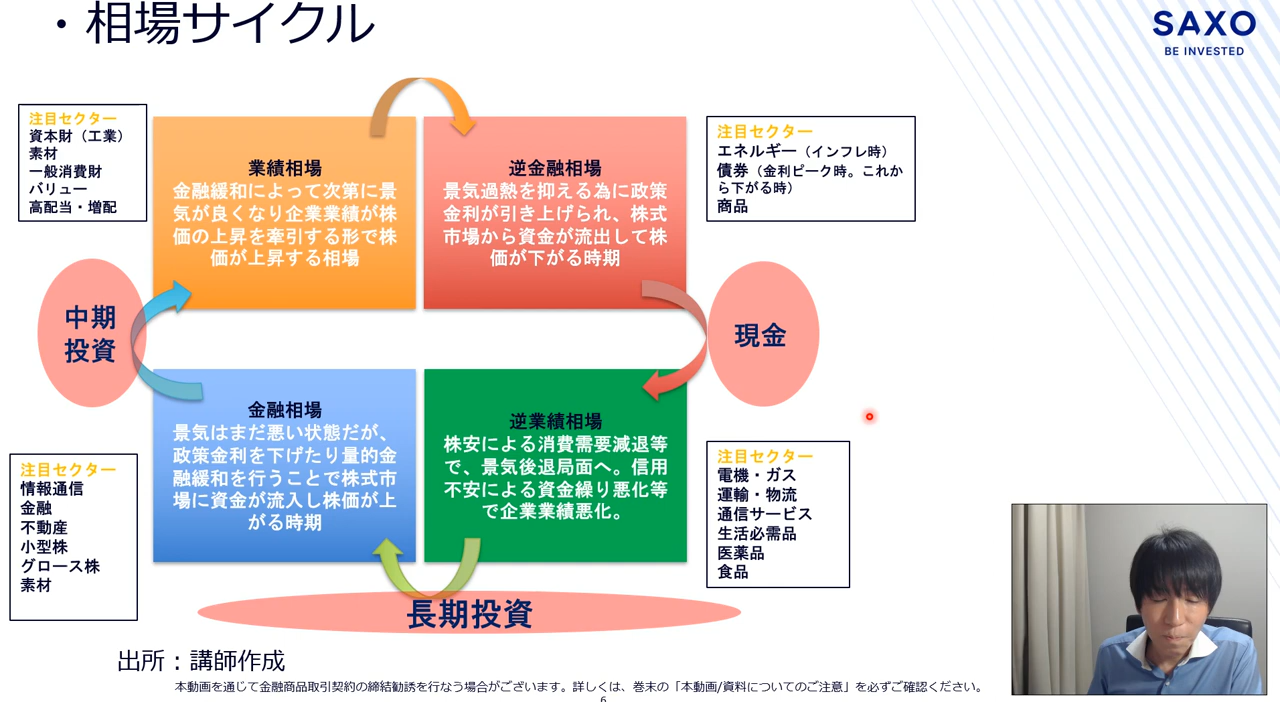 ・相場サイクル
SAXO
BE INVESTED
注目セクター
資本財（工業）
素材
一般消費財
バリュー
高配当・増配
業績相場
金融緩和によって次第に景
気が良くなり企業業績が株
価の上昇を牽引する形で株
価が上昇する相場
逆金融相場
景気過熱を抑える為に政策
金利が引き上げられ、株式
市場から資金が流出して株
価が下がる時期
注目セクター
エネルギー（インフレ時）
債券（金利ピーク時。これか
ら下がる時）
商品
中期
投資
現金
金融相場
景気はまだ悪い状態だが、
政策金利を下げたり量的金
融緩和を行うことで株式市
場に資金が流入し株価が上
がる時期
逆業績相場
株安による消費需要減退等
で、景気後退局面へ。信用
不安による資金繰り悪化等
で企業業績悪化。
注目セクター
情報通信
金融
不動産
小型株
グロース株
素材
注目セクター
電機・ガス
運輸・物流
通信サービス
生活必需品
医薬品
食品
長期投資
出所：講師作成
本動画を通じて金融商品取引契約の締結勧誘を行なう場合がございます。詳しくは、巻末の「本動画/資料についてのご注意」を必ずご確認ください。
6